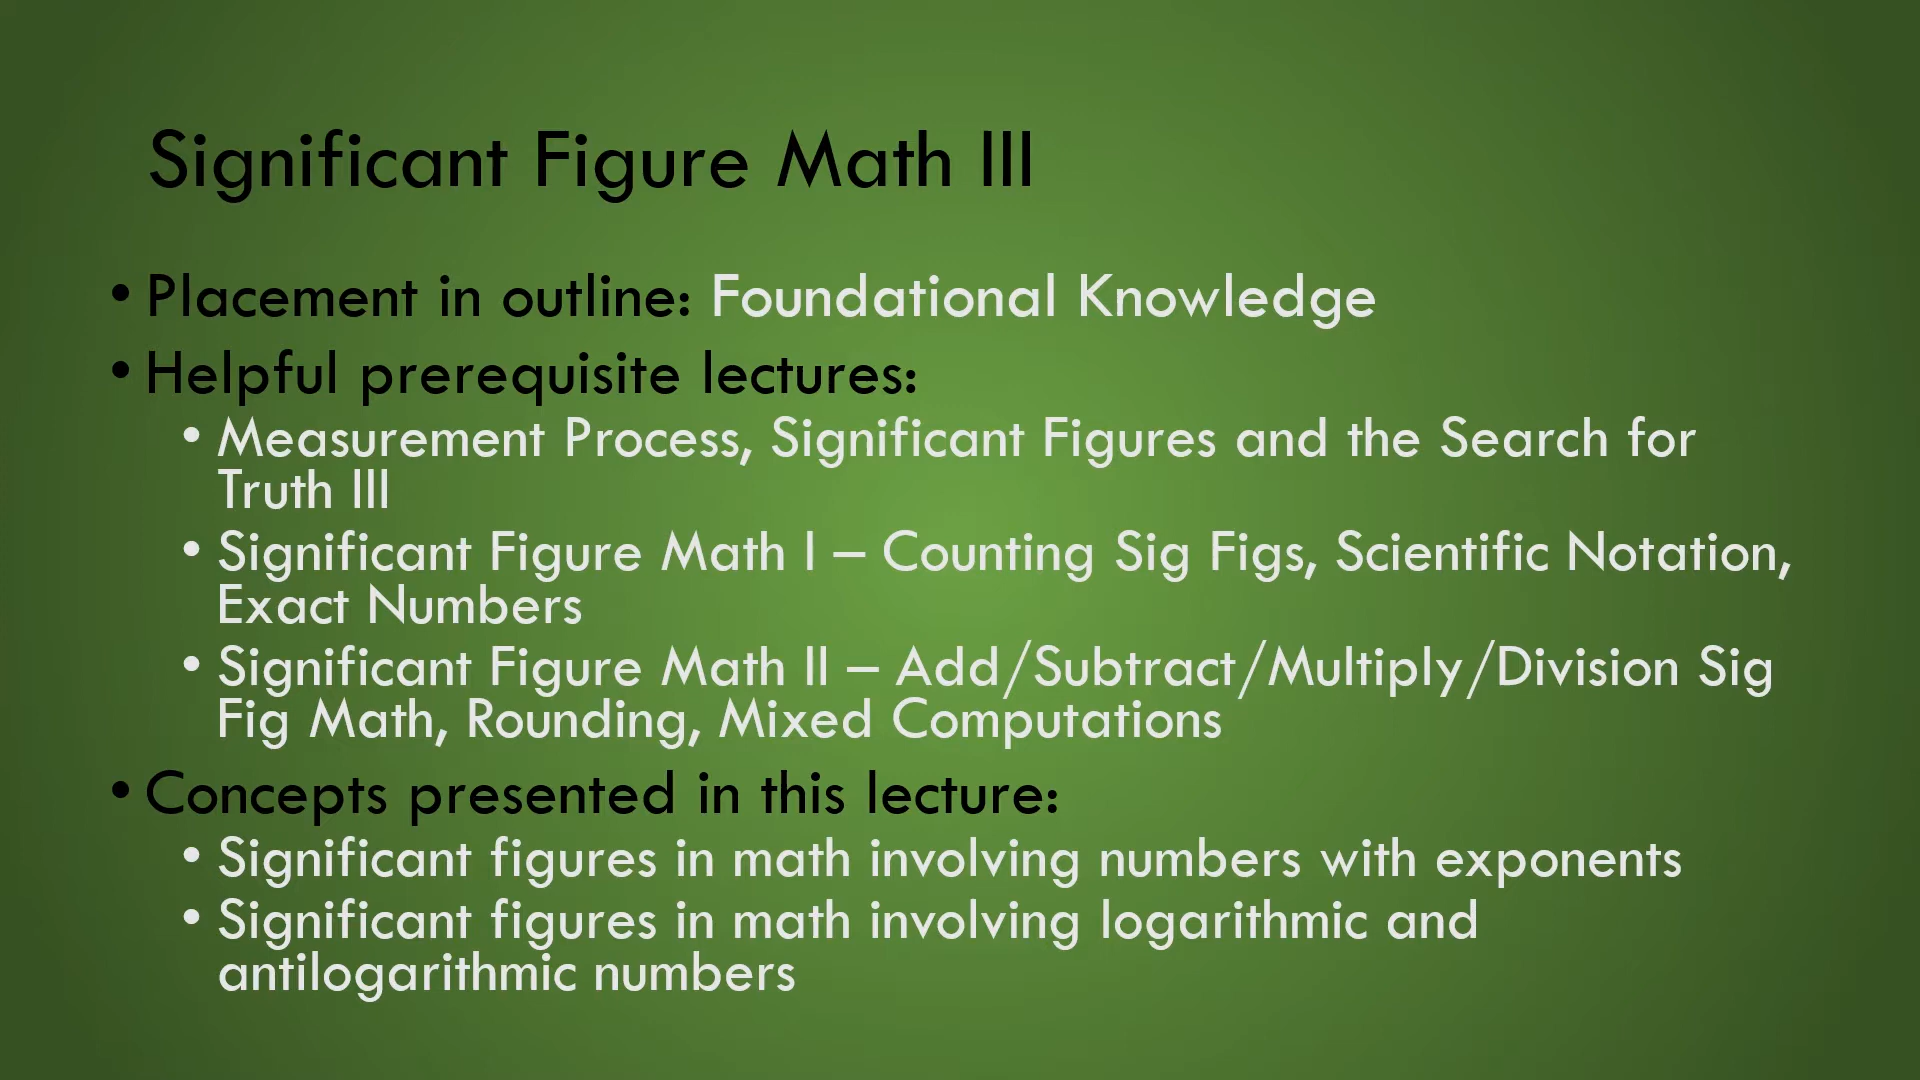 Significant Figure Math III
• Placement in outline: Foundational Knowledge
• Helpful prerequisite lectures:
• Measurement Process, Significant Figures and the Search for
Truth III
• Significant Figure Math I – Counting Sig Figs, Scientific Notation,
Exact Numbers
• Significant Figure Math II – Add/Subtract/Multiply/Division Sig
Fig Math, Rounding, Mixed Computations
• Concepts presented in this lecture:
• Significant figures in math involving numbers with exponents
• Significant figures in math involving logarithmic and
antilogarithmic numbers